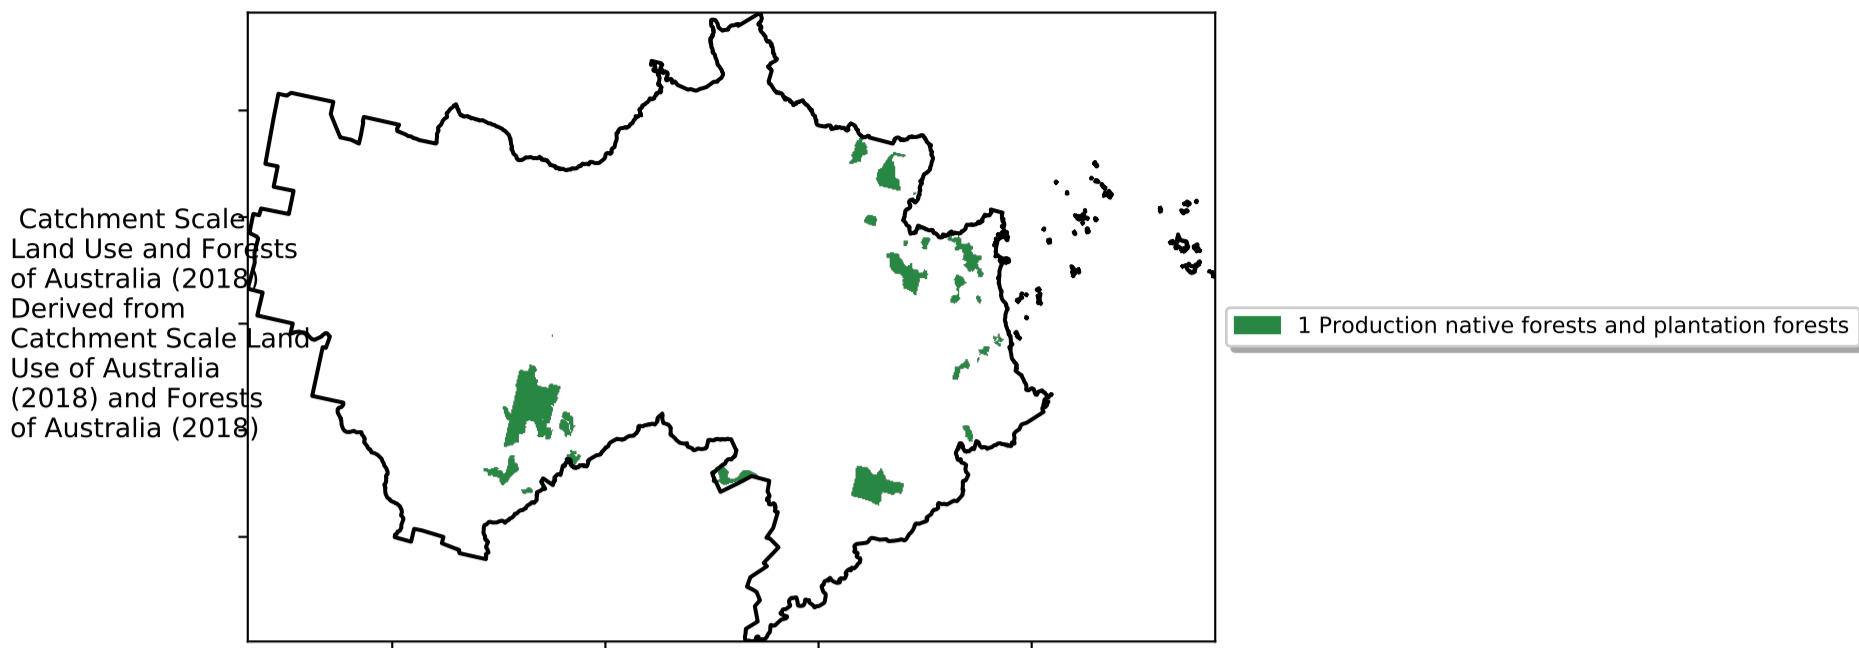 Catchment Scale
Land Use and Forests
of Australia (2018)
Derived from
Catchment Scale Land
Use of Australia
(2018) and Forests
of Australia (2018)
1 Production native forests and plantation forests